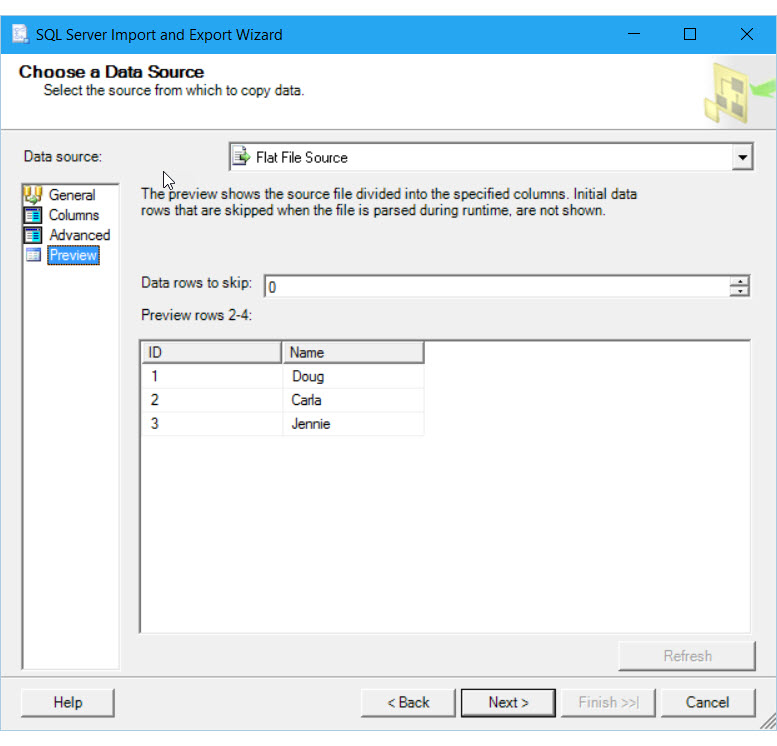 SQL Server Import and Export Wizard
Choose a Data Source
Select the source from which to copy data.
Data source:
Flat File Source
General
Columns
Advanced
Preview
The preview shows the source file divided into the specified columns. Initial data
rows that are skipped when the file is parsed during runtime, are not shown.
Data rows to skip:
0
Preview rows 2-4:
ID Name
1 Doug
2 Carla
3 Jennie
Refresh
Help < Back Next > Finish >>| Cancel